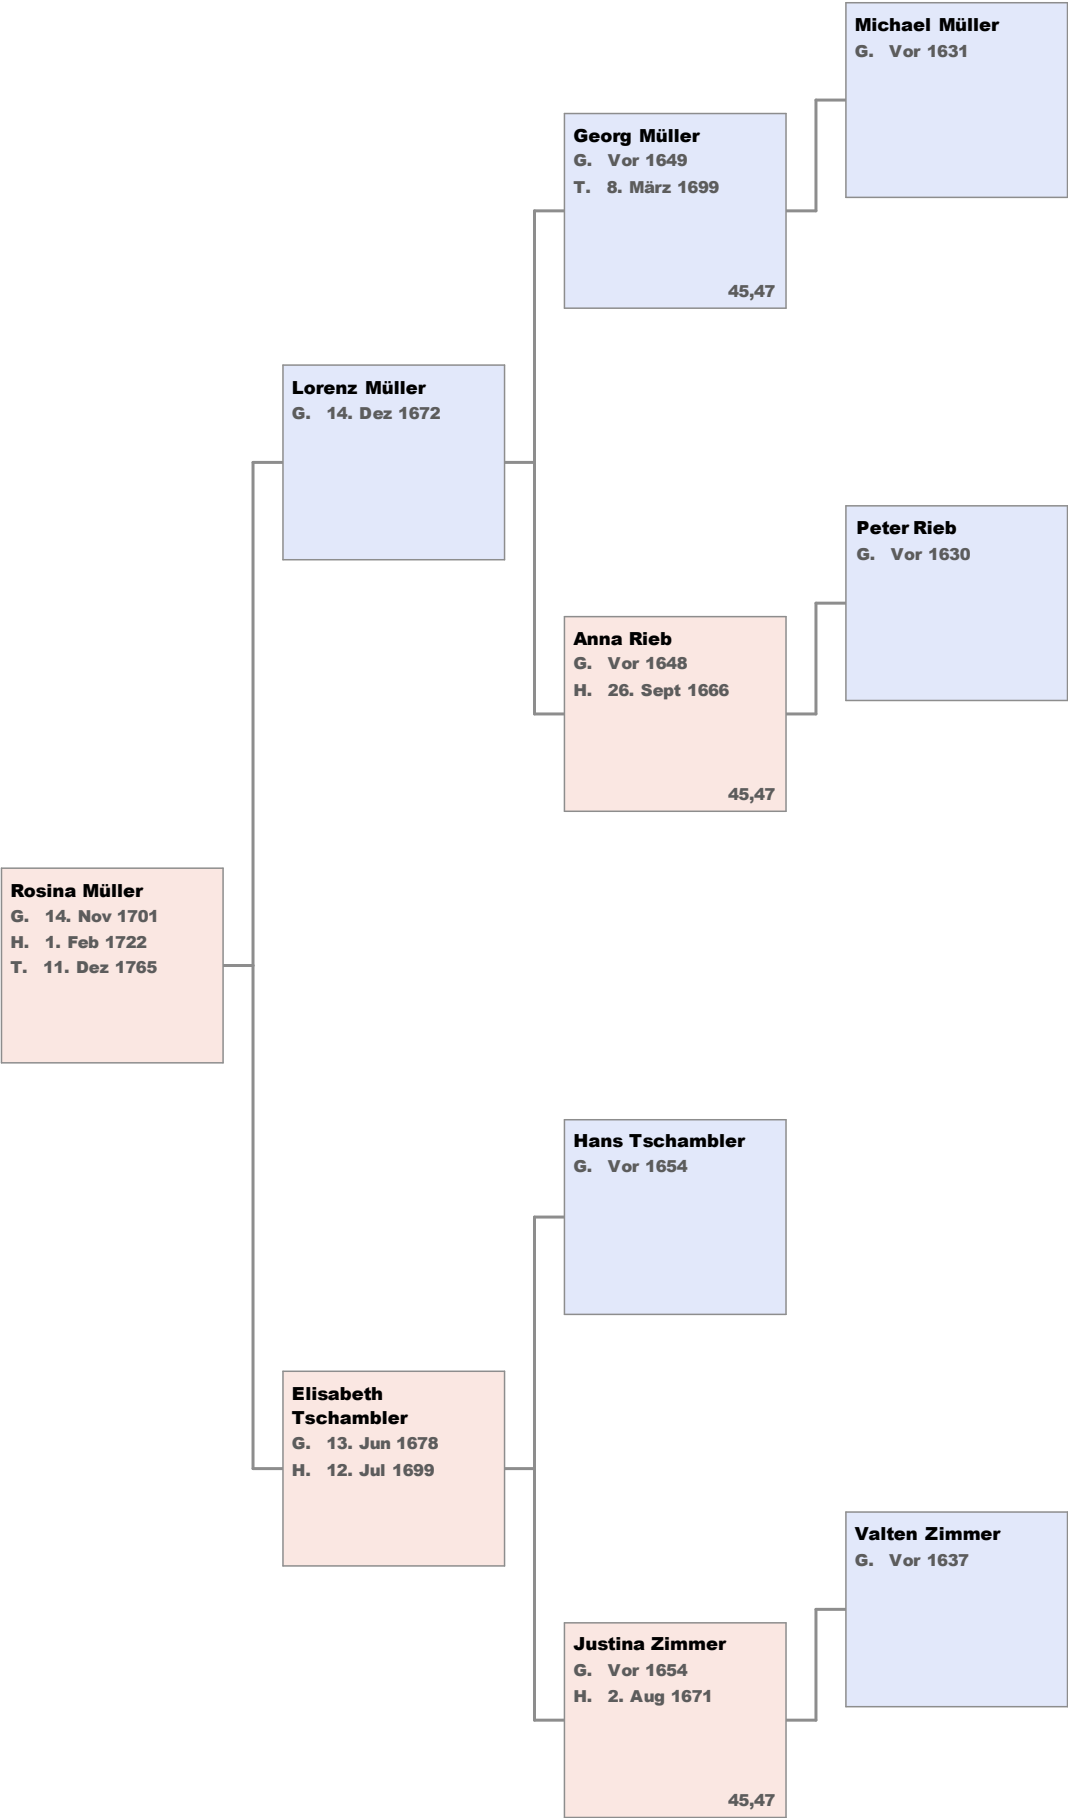 Michael Müller
G. Vor 1631
Georg Müller
G. Vor 1649
T. 8. März 1699
45,47
Lorenz Müller
G. 14. Dez 1672
Peter Rieb
G. Vor 1630
Anna Rieb
G. Vor 1648
H. 26. Sept 1666
45,47
Rosina Müller
G. 14. Nov 1701
H. 1. Feb 1722
T. 11. Dez 1765
Hans Tschambler
G. Vor 1654
Elisabeth
Tschambler
G. 13. Jun 1678
H. 12. Jul 1699
Valten Zimmer
G. Vor 1637
Justina Zimmer
G. Vor 1654
H. 2. Aug 1671
45,47